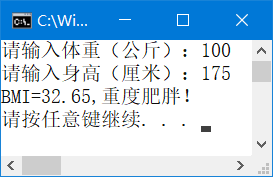 C:\Wi...
请输入体重（公斤）：100
请输入身高（厘米）：175
BMI=32.65,重度肥胖！
请按任意键继续. . .